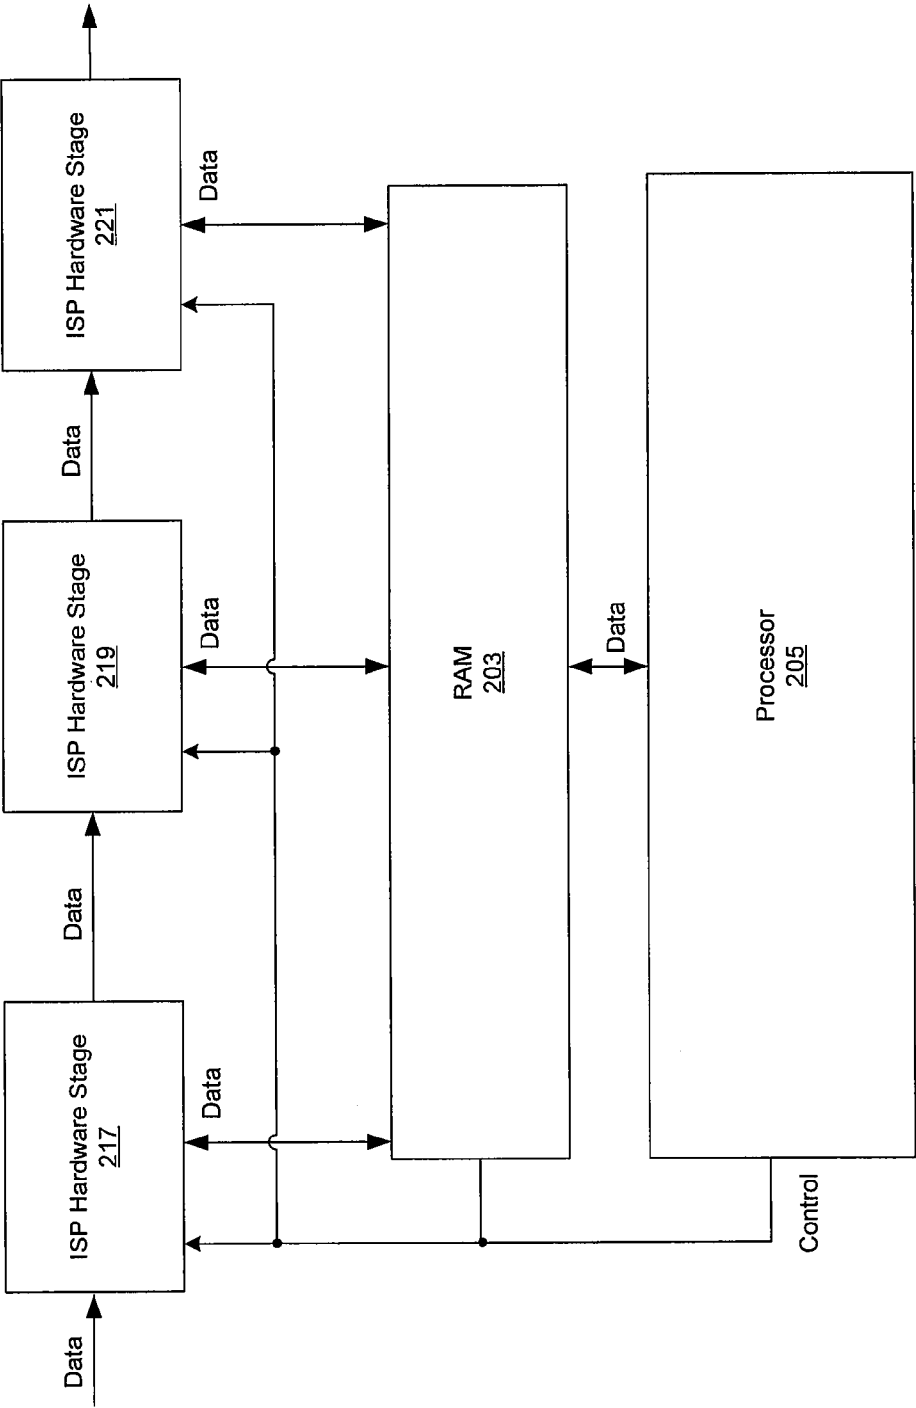 Data
ISP Hardware Stage
217
Data
ISP Hardware Stage
219
Data
ISP Hardware Stage
221
Data
Data
Data
RAM
203
Data
Processor
205
Control